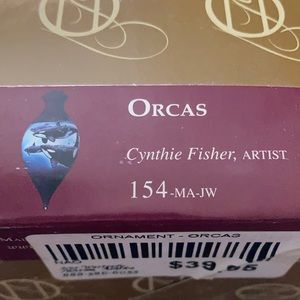 ORCAS
Cynthie Fisher, ARTIST
154-MA-JW
ORNAMENT - ORCAS
$39.95